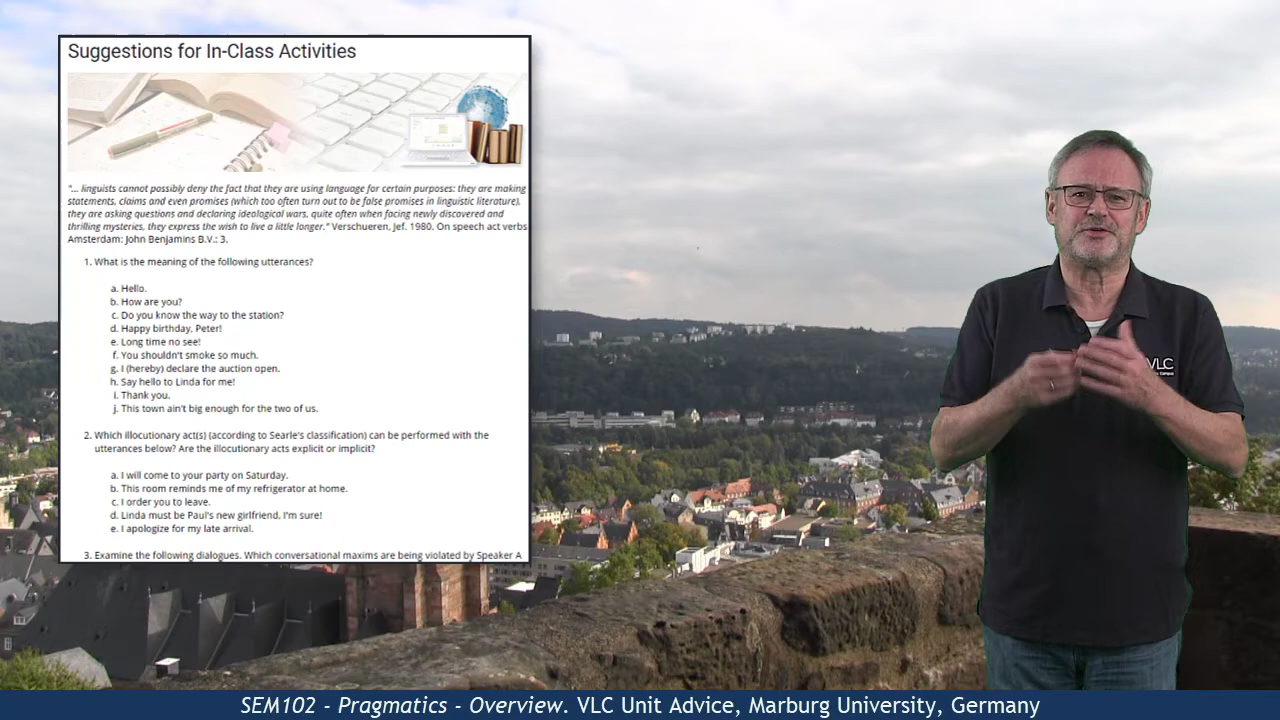 Suggestions for In-Class Activities
"... linguists cannot possibly deny the fact that they are using language for certain purposes: they are making
statements, claims and even promises (which too often turn out to be false promises in linguistic literature),
they are asking questions and declaring ideological wars, quite often when facing newly discovered and
thrilling mysteries, they express the wish to live a little longer." Verschueren, Jef. 1980. On speech act verbs.
Amsterdam: John Benjamins B.V.: 3.
1. What is the meaning of the following utterances?
a. Hello.
b. How are you?
c. Do you know the way to the station?
d. Happy birthday, Peter!
e. Long time no see!
f. You shouldn't smoke so much.
g. I (hereby) declare the auction open.
h. Say hello to Linda for me!
i. Thank you.
j. This town ain't big enough for the two of us.
2. Which illocutionary act(s) (according to Searle's classification) can be performed with the
utterances below? Are the illocutionary acts explicit or implicit?
a. I will come to your party on Saturday.
b. This room reminds me of my refrigerator at home.
c. I order you to leave.
d. Linda must be Paul's new girlfriend, I'm sure!
e. I apologize for my late arrival.
3. Examine the following dialogues. Which conversational maxims are being violated by Speaker A
VLC
SEM102 - Pragmatics - Overview. VLC Unit Advice, Marburg University, Germany